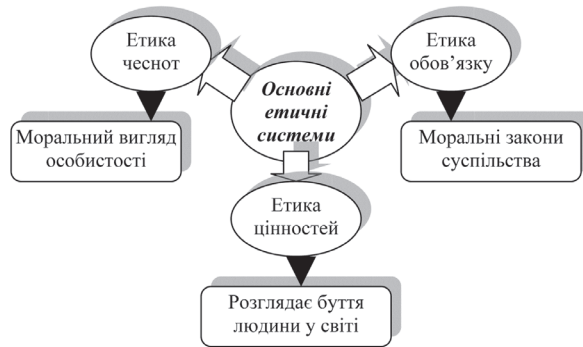 Етика
чеснот
Основні
етичні
системи
Етика
обов’язку
Моральний вигляд
особистості
Моральні закони
суспільства
Етика
цінностей
Розглядає буття
людини у світі